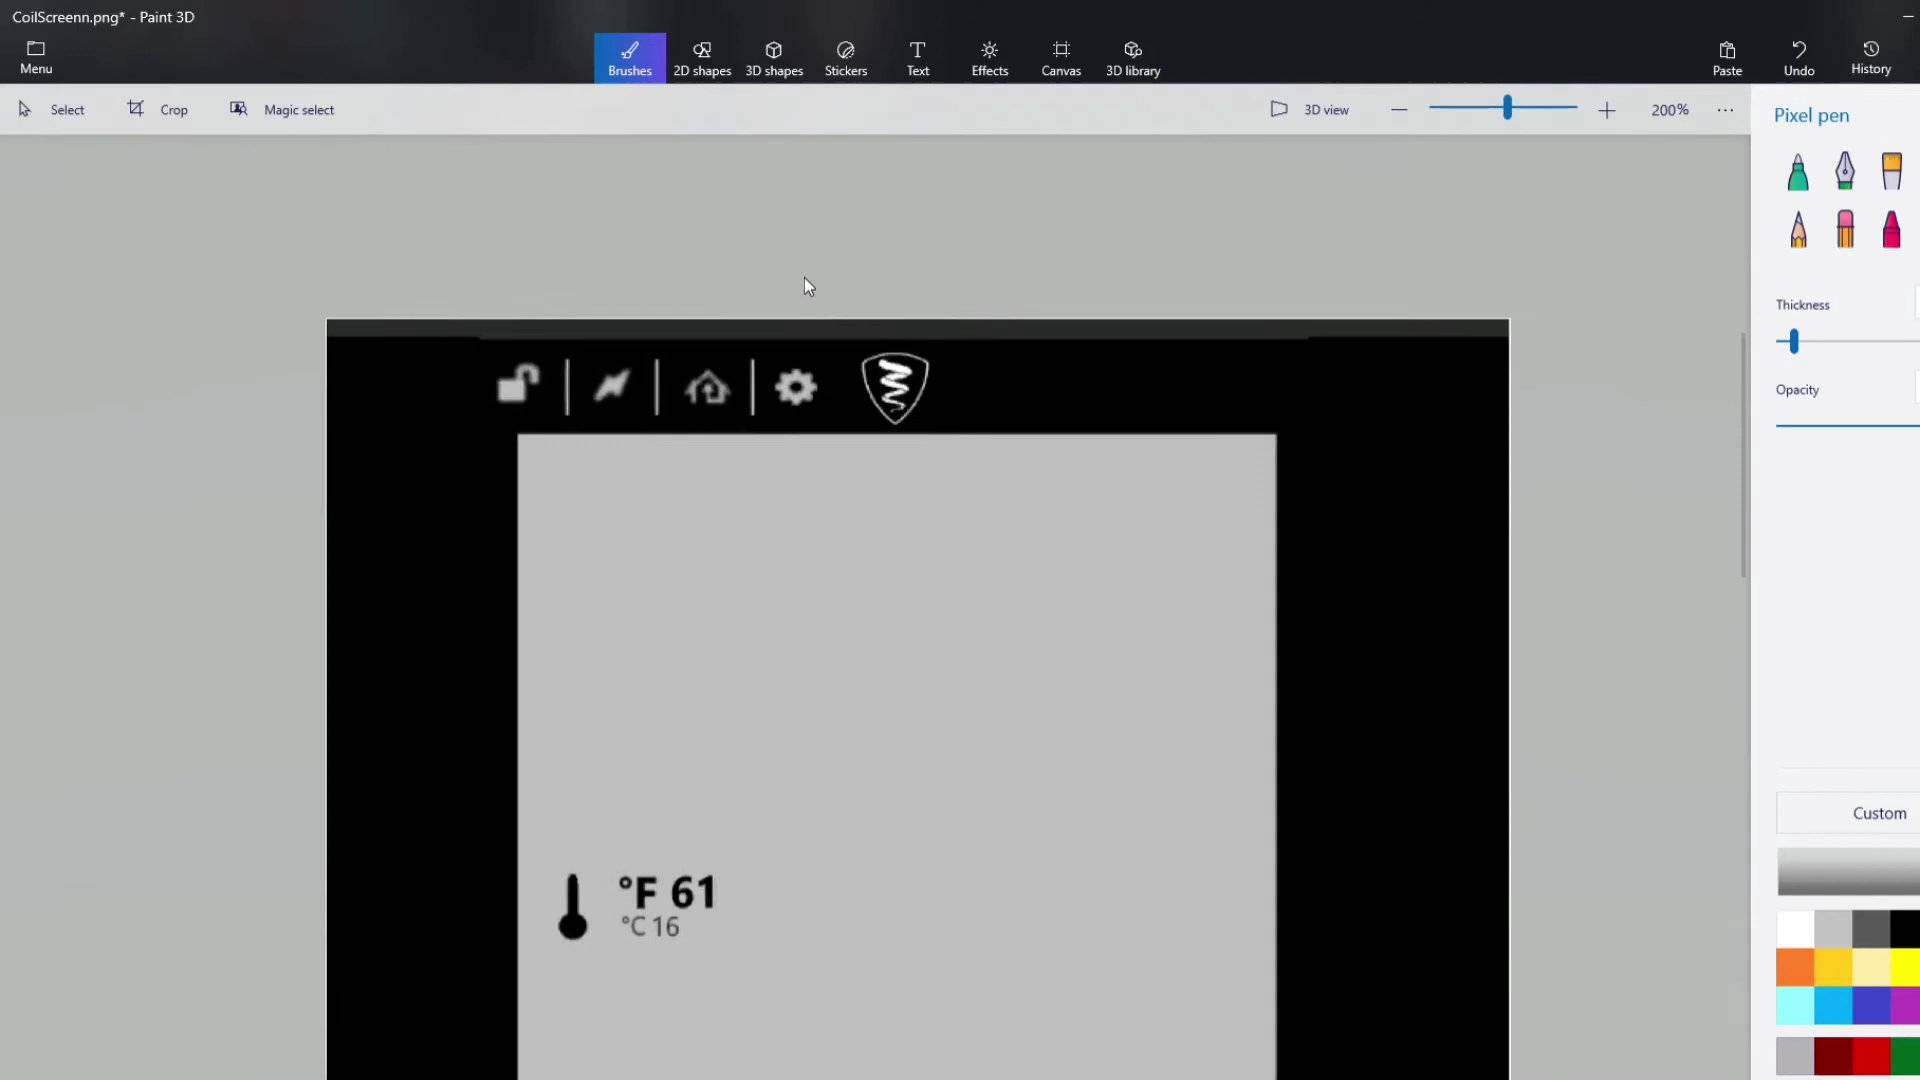 CoilScreenn.png* - Paint 3D
Menu
Brushes
2D shapes
3D shapes
Stickers
Text
Effects
Canvas
3D library
Paste
Undo
History
Select
Crop
Magic select
3D view
200%
Pixel pen
Thickness
Opacity
Custom
°F 61
°C 16